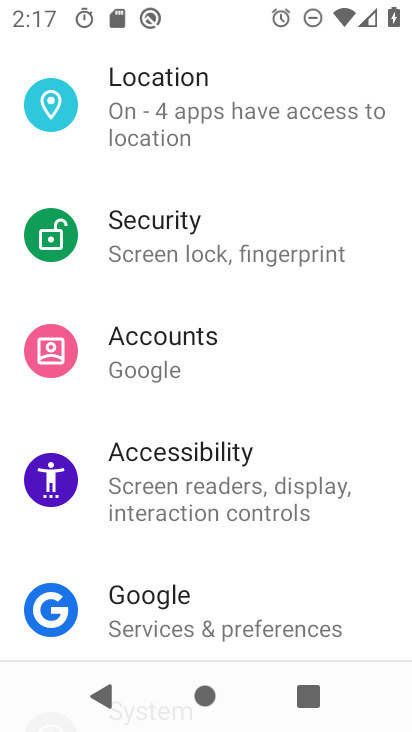 2:17
Location
On - 4 apps have access to
location
Security
Screen lock, fingerprint
Accounts
Google
Accessibility
Screen readers, display,
interaction controls
Google
Services & preferences
System